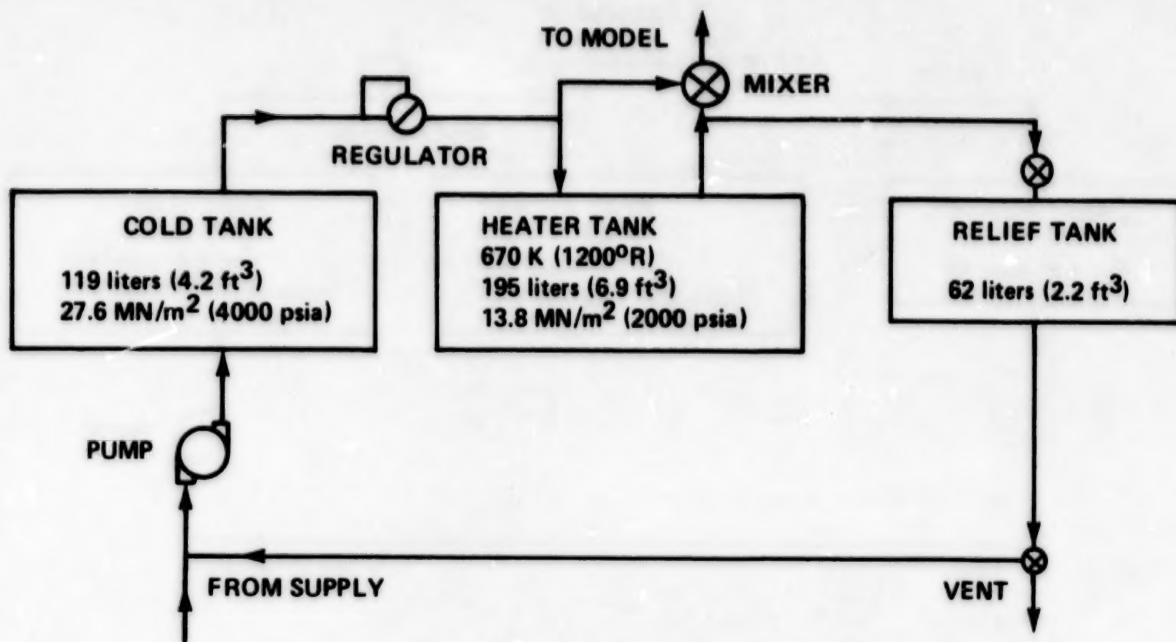 TO MODEL
MIXER
REGULATOR
COLD TANK
119 liters (4.2 ft³)
27.6 MN/m² (4000 psia)
HEATER TANK
670 K (1200°R)
195 liters (6.9 ft³)
13.8 MN/m² (2000 psia)
RELIEF TANK
62 liters (2.2 ft³)
PUMP
FROM SUPPLY
VENT